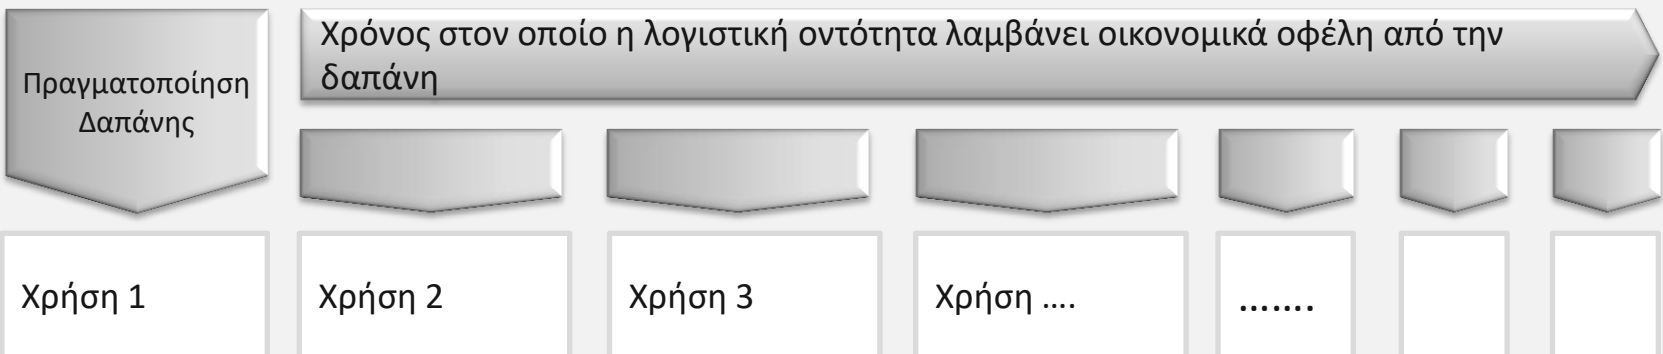 Πραγματοποίηση
Δαπάνης
Χρόνος στον οποίο η λογιστική οντότητα λαμβάνει οικονομικά οφέλη από την
δαπάνη
Χρήση 1
Χρήση 2
Χρήση 3
Χρήση ....
.......